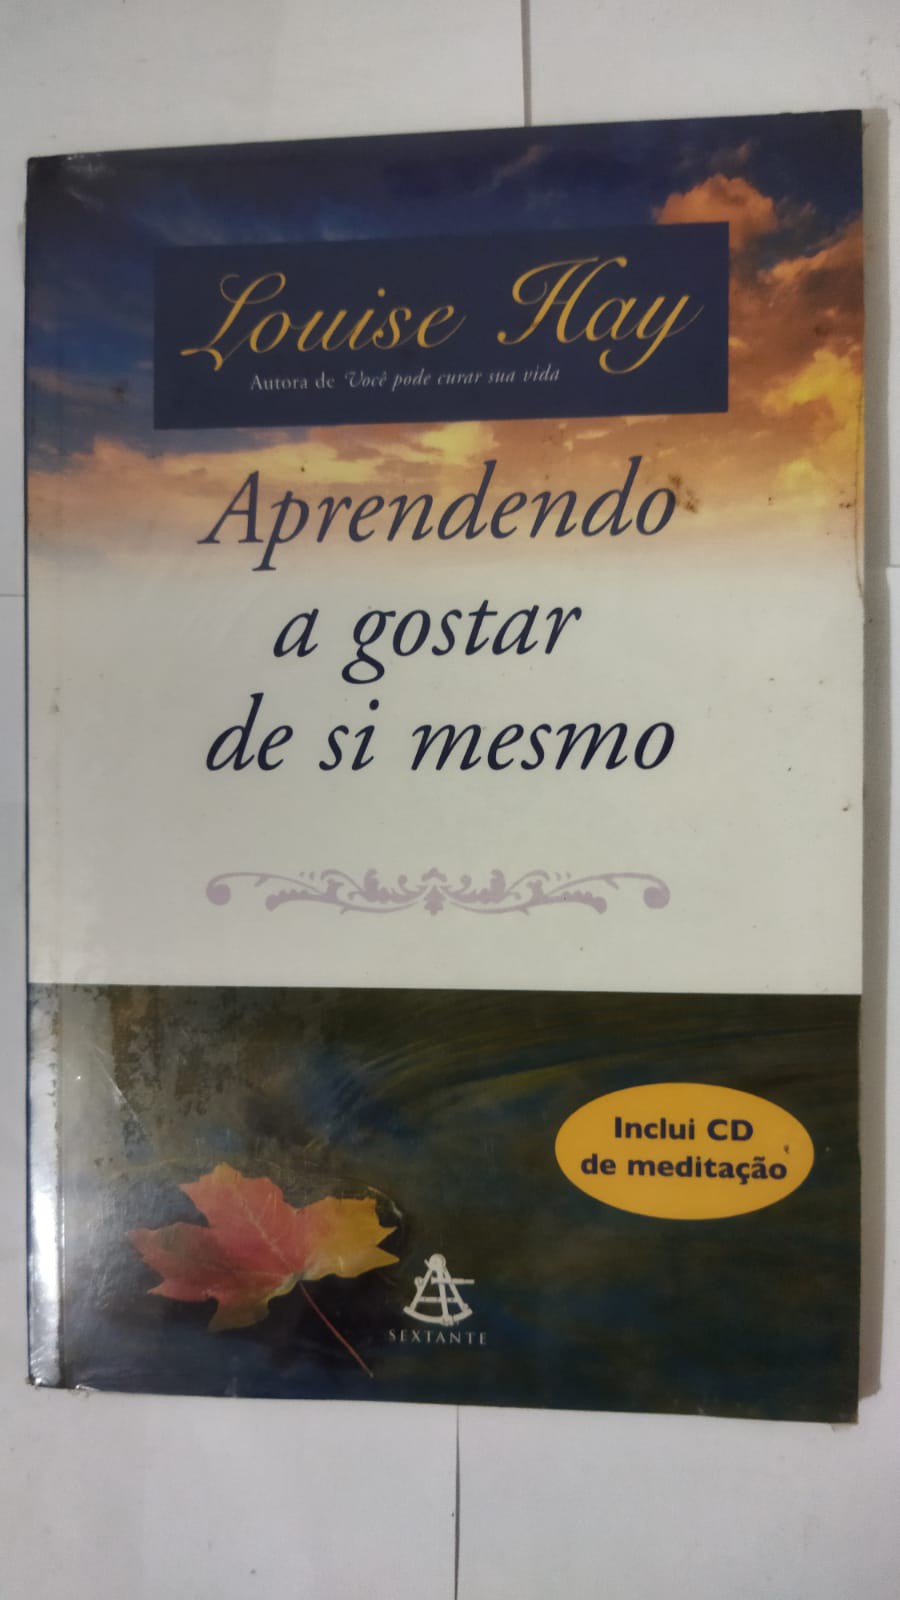 Louise Hay
Autora de Você pode curar sua vida
Aprendendo
a gostar
de si mesmo
Inclui CD
de meditação
SEXTANTE